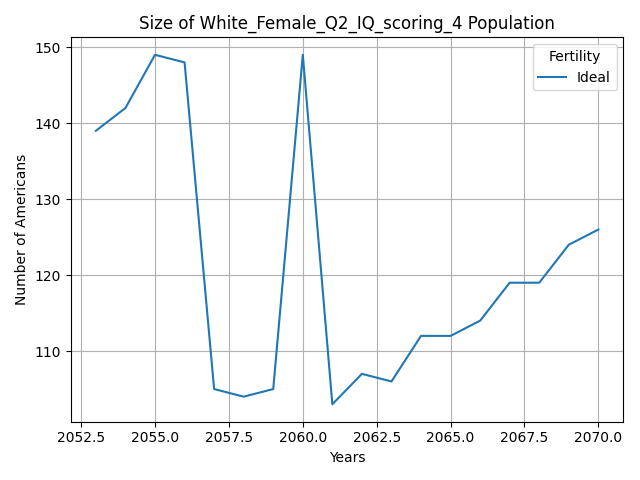 Size of White_Female_Q2_IQ_scoring_4 Population
Fertility
Ideal
Number of Americans
150
140
130
120
110
2052.5 2055.0 2057.5 2060.0 2062.5 2065.0 2067.5 2070.0
Years